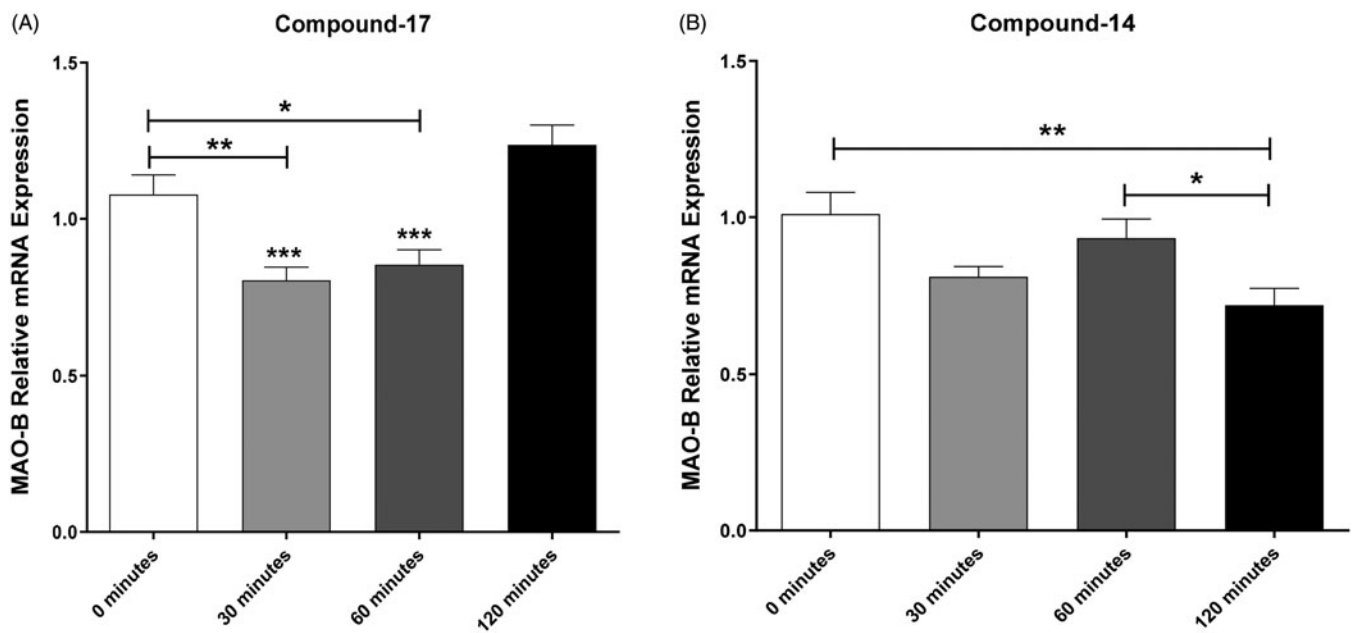 (A)
Compound-17
MAO-B Relative mRNA Expression
1.5
1.0
0.5
0.0
*
**
***
***
0 minutes
30 minutes
60 minutes
120 minutes
(B)
Compound-14
MAO-B Relative mRNA Expression
1.5
1.0
0.5
0.0
**
*
0 minutes
30 minutes
60 minutes
120 minutes